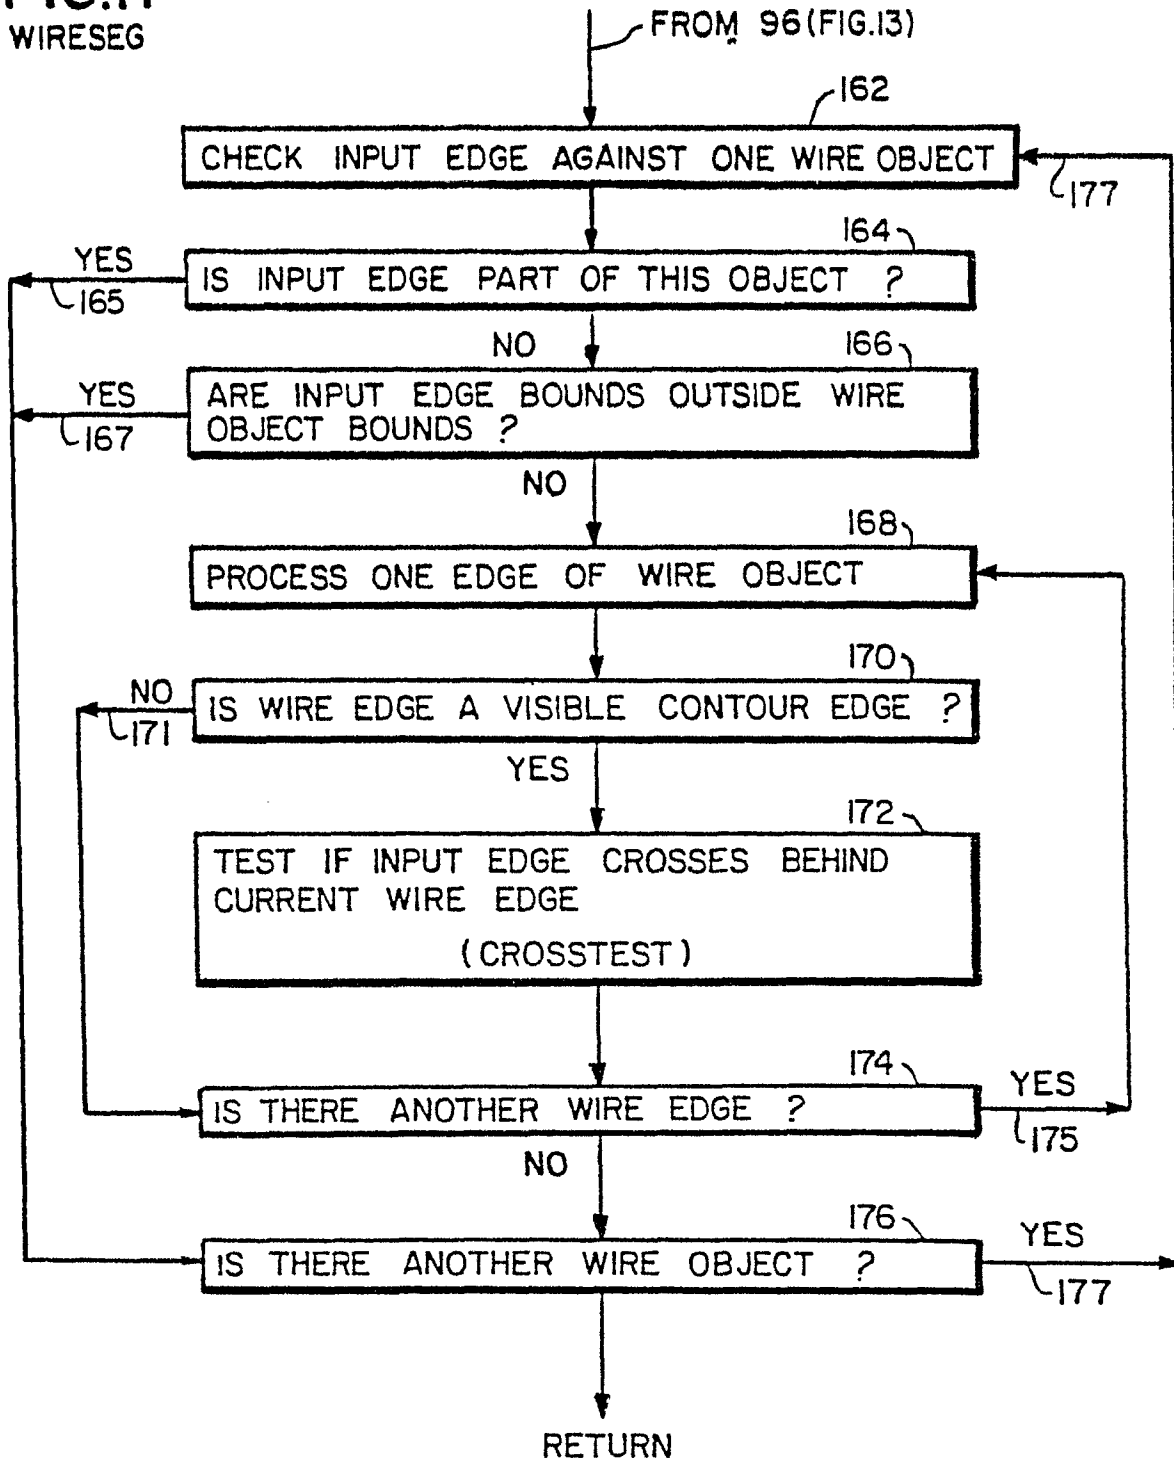 WIRESEG
FROM 96 (FIG.13)
162
CHECK INPUT EDGE AGAINST ONE WIRE OBJECT
177
164
YES
IS INPUT EDGE PART OF THIS OBJECT ?
165
NO
166
YES
ARE INPUT EDGE BOUNDS OUTSIDE WIRE
OBJECT BOUNDS ?
167
NO
168
PROCESS ONE EDGE OF WIRE OBJECT
170
NO
IS WIRE EDGE A VISIBLE CONTOUR EDGE ?
171
YES
172
TEST IF INPUT EDGE CROSSES BEHIND
CURRENT WIRE EDGE
(CROSSTEST)
174
YES
IS THERE ANOTHER WIRE EDGE ?
175
NO
176
YES
IS THERE ANOTHER WIRE OBJECT ?
177
RETURN